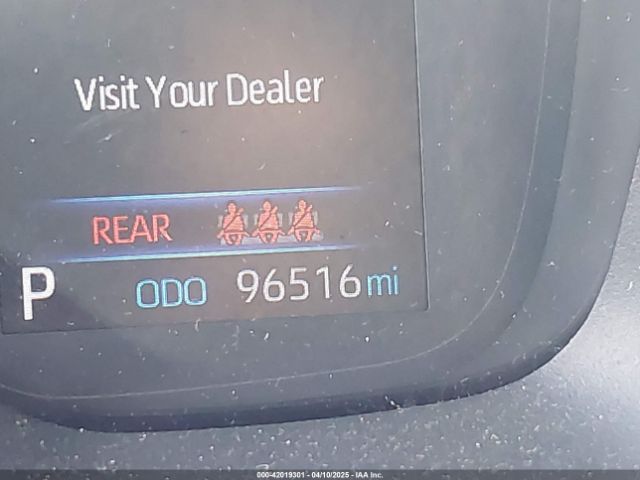 Visit Your Dealer
REAR
P ODO 96516 mi
000-42019301 - 04/10/2025 - IAA Inc.